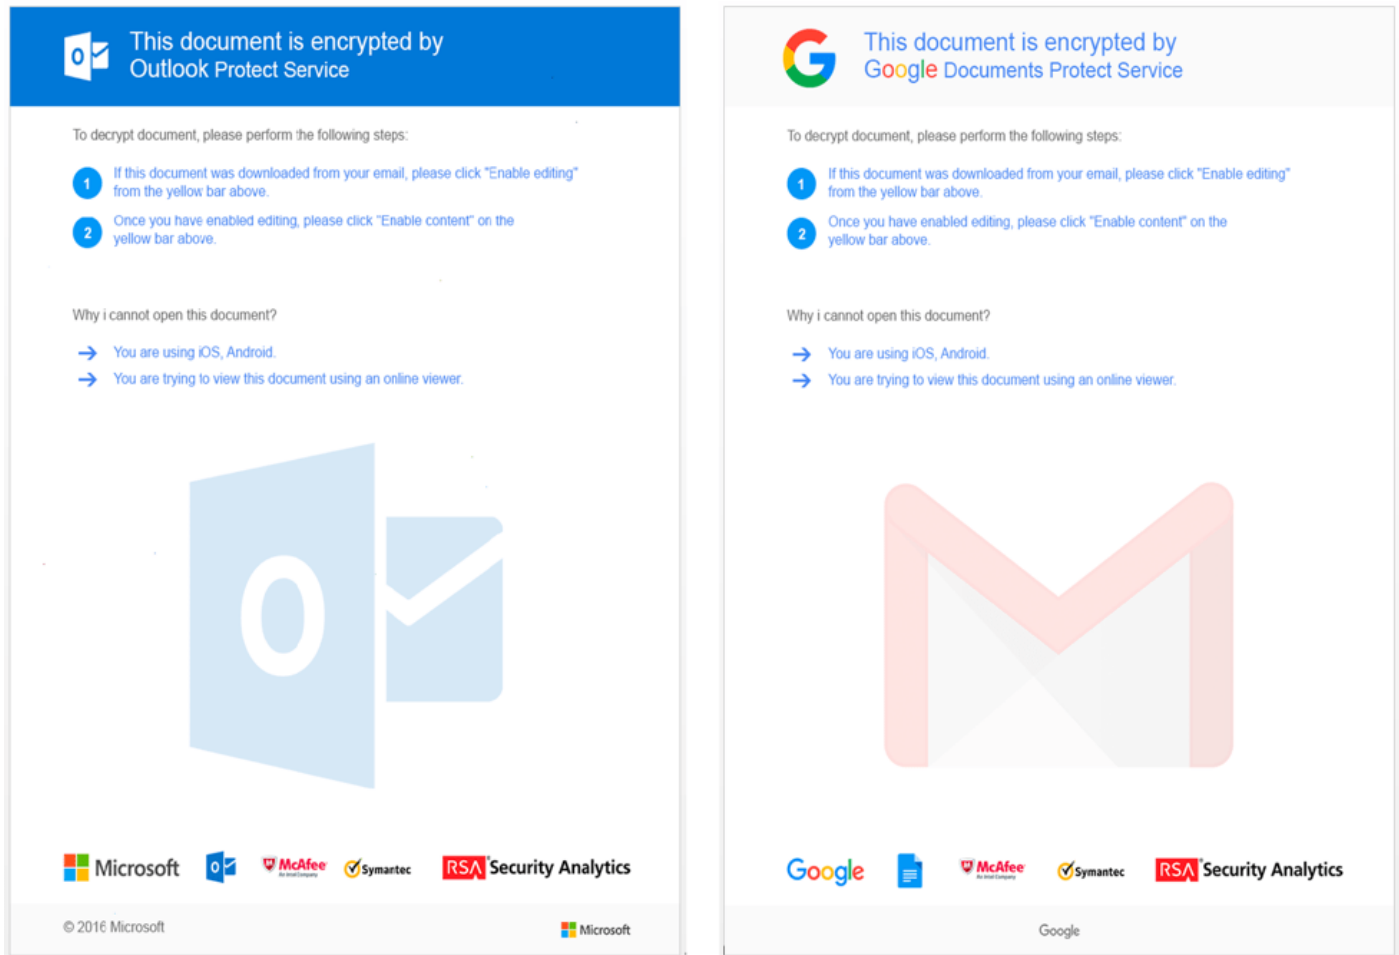 This document is encrypted by
Outlook Protect Service
To decrypt document, please perform the following steps:
1
If this document was downloaded from your email, please click "Enable editing"
from the yellow bar above.
2
Once you have enabled editing, please click "Enable content" on the
yellow bar above.
Why i cannot open this document?
You are using iOS, Android.
You are trying to view this document using an online viewer.
Microsoft
McAfee
An Intel Company
Symantec
RSA Security Analytics
© 2016 Microsoft
Microsoft
This document is encrypted by
Google Documents Protect Service
To decrypt document, please perform the following steps:
1
If this document was downloaded from your email, please click "Enable editing"
from the yellow bar above.
2
Once you have enabled editing, please click "Enable content" on the
yellow bar above.
Why i cannot open this document?
You are using iOS, Android.
You are trying to view this document using an online viewer.
Google
McAfee
An Intel Company
Symantec
RSA Security Analytics
Google